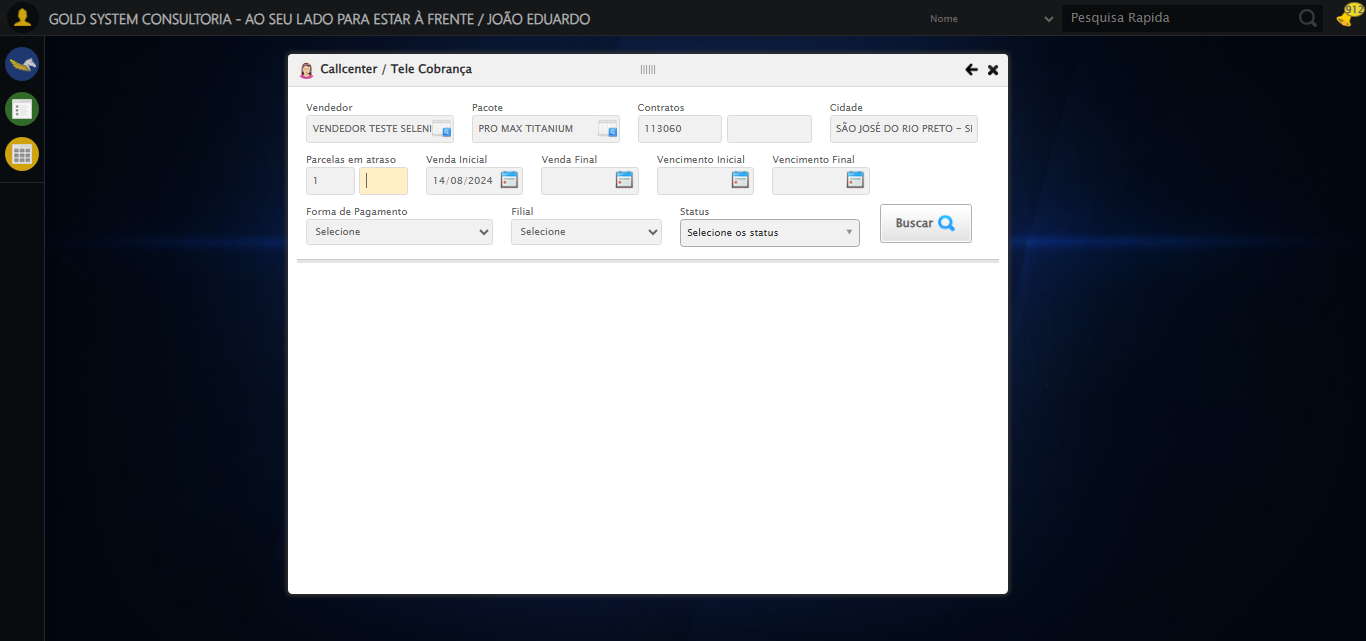 GOLD SYSTEM CONSULTORIA - AO SEU LADO PARA ESTAR À FRENTE / JOÃO EDUARDO
Nome
Pesquisa Rapida
912
Callcenter / Tele Cobrança
Vendedor Pacote Contratos Cidade
VENDEDOR TESTE SELENI PRO MAX TITANIUM 113060 SÃO JOSÉ DO RIO PRETO - SI
Parcelas em atraso Venda Inicial Venda Final Vencimento Inicial Vencimento Final
1 14/08/2024
Forma de Pagamento Filial Status
Selecione Selecione Selecione os status Buscar